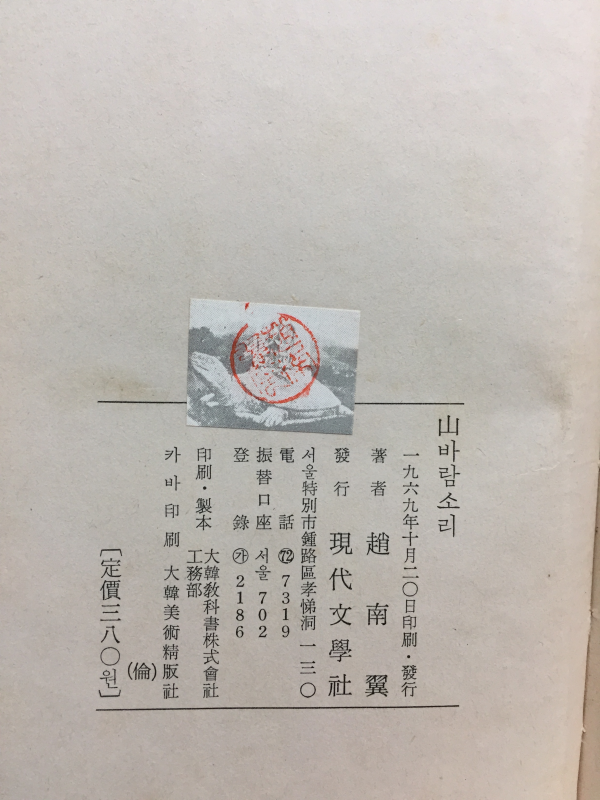 山바람소리
一九六九年十月二〇日印刷・發行
著者 趙南翼
發行 現代文學社
서울特別市鍾路區孝悌洞 一三〇
電話 ㉒ 7319
振替口座 서울 702
登錄 ㉮ 2186
印刷・製本 大韓敎科書株式會社
工務部
카바印刷 大韓美術精版社
(倫)
[定價三八〇원]